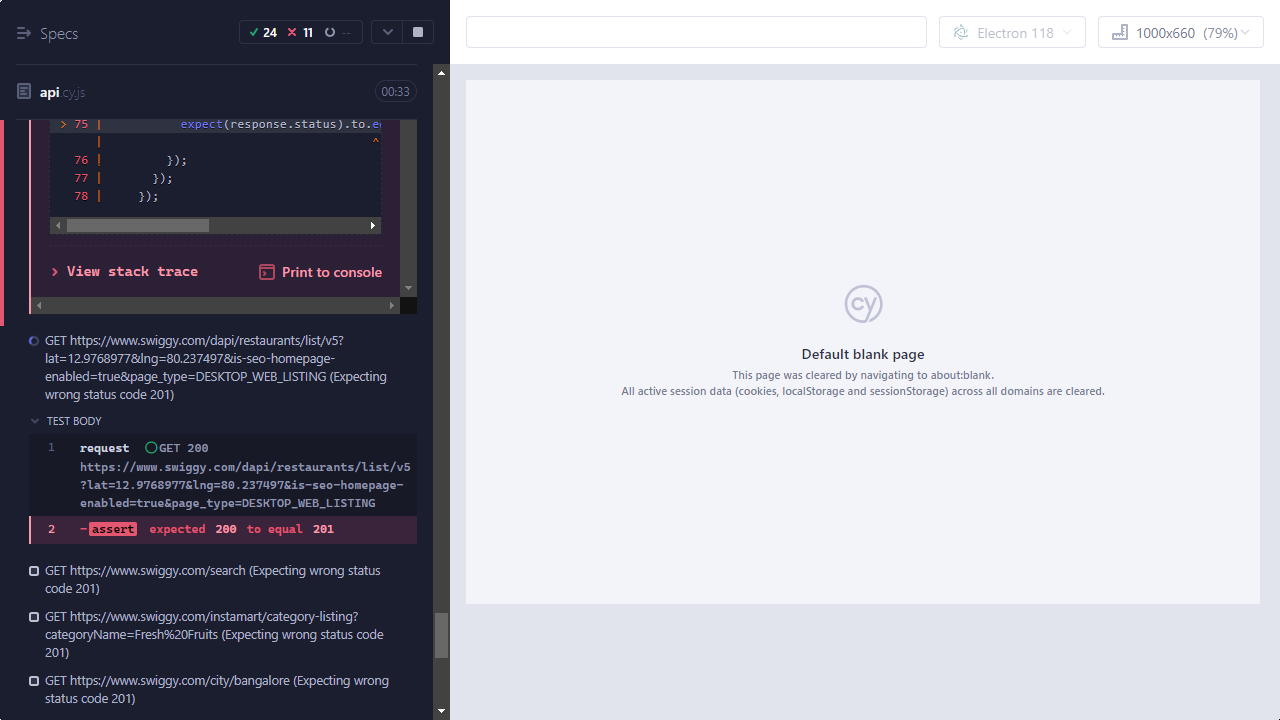 Specs
24 11 --
Electron 118
1000x660 (79%)
api.cy.js
00:33
> 75 | expect(response.status).to.e
| ^
76 | });
77 | });
78 | });
> View stack trace
Print to console
GET https://www.swiggy.com/dapi/restaurants/list/v5?
lat=12.9768977&lng=80.237497&is-seo-homepage-
enabled=true&page_type=DESKTOP_WEB_LISTING (Expecting
wrong status code 201)
TEST BODY
1 request GET 200
https://www.swiggy.com/dapi/restaurants/list/v5
?lat=12.9768977&lng=80.237497&is-seo-homepage-
enabled=true&page_type=DESKTOP_WEB_LISTING
2 -assert expected 200 to equal 201
GET https://www.swiggy.com/search (Expecting wrong status
code 201)
GET https://www.swiggy.com/instamart/category-listing?
categoryName=Fresh%20Fruits (Expecting wrong status code
201)
GET https://www.swiggy.com/city/bangalore (Expecting wrong
status code 201)
cy
Default blank page
This page was cleared by navigating to about:blank.
All active session data (cookies, localStorage and sessionStorage) across all domains are cleared.